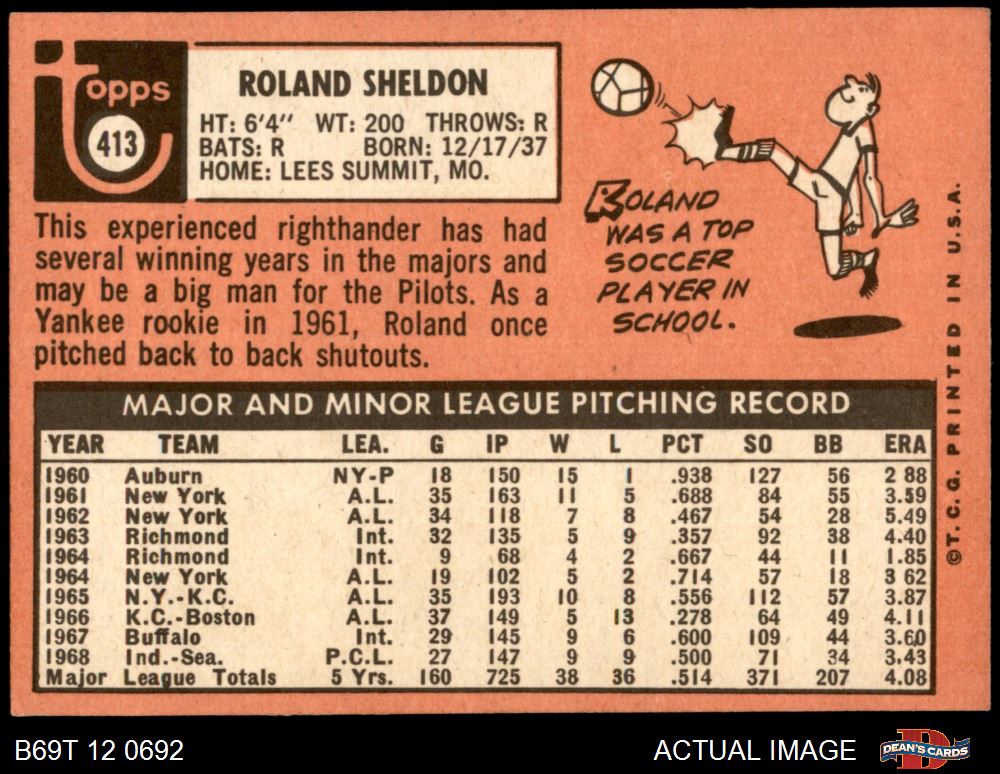 topps
413
ROLAND SHELDON
HT: 6'4" WT: 200 THROWS: R
BATS: R BORN: 12/17/37
HOME: LEES SUMMIT, MO.
This experienced righthander has had
several winning years in the majors and
may be a big man for the Pilots. As a
Yankee rookie in 1961, Roland once
pitched back to back shutouts.
ROLAND
WAS A TOP
SOCCER
PLAYER IN
SCHOOL.
MAJOR AND MINOR LEAGUE PITCHING RECORD
YEAR TEAM LEA. G IP W L PCT SO BB ERA
1960 Auburn NY-P 18 150 15 1 .938 127 56 2 88
1961 New York A.L. 35 163 11 5 .688 84 55 3.59
1962 New York A.L. 34 118 7 8 .467 54 28 5.49
1963 Richmond Int. 32 135 5 9 .357 92 38 4.40
1964 Richmond Int. 9 68 4 2 .667 44 11 1.85
1964 New York A.L. 19 102 5 2 .714 57 18 3 62
1965 N.Y.-K.C. A.L. 35 193 10 8 .556 112 57 3.87
1966 K.C.-Boston A.L. 37 149 5 13 .278 64 49 4.11
1967 Buffalo Int. 29 145 9 6 .600 109 44 3.60
1968 Ind.-Sea. P.C.L. 27 147 9 9 .500 71 34 3.43
Major League Totals 5 Yrs. 160 725 38 36 .514 371 207 4.08
©T.C.G. PRINTED IN U.S.A.
B69T 12 0692
ACTUAL IMAGE
D
DEAN'S CARDS